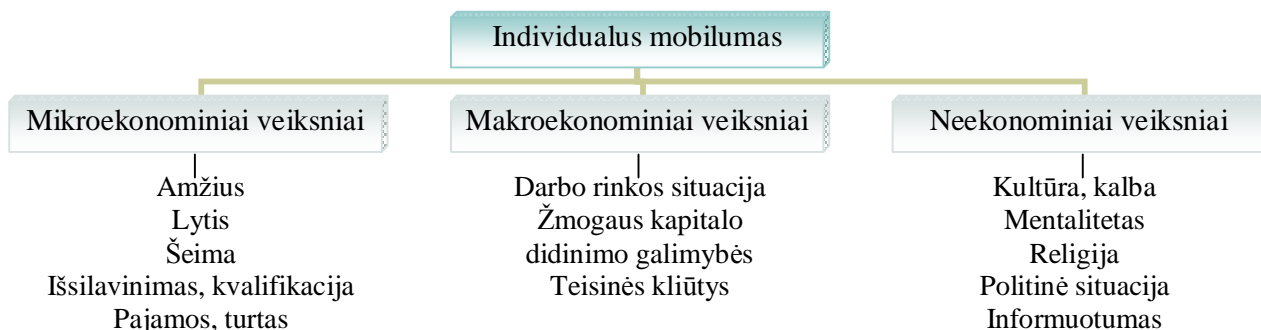 Individualus mobilumas
Mikroekonominiai veiksniai
Amžius
Lytis
Šeima
Išsilavinimas, kvalifikacija
Pajamos, turtas
Makroekonominiai veiksniai
Darbo rinkos situacija
Žmogaus kapitalo
didinimo galimybės
Teisinės kliūtys
Neekonominiai veiksniai
Kultūra, kalba
Mentalitetas
Religija
Politinė situacija
Informuotumas